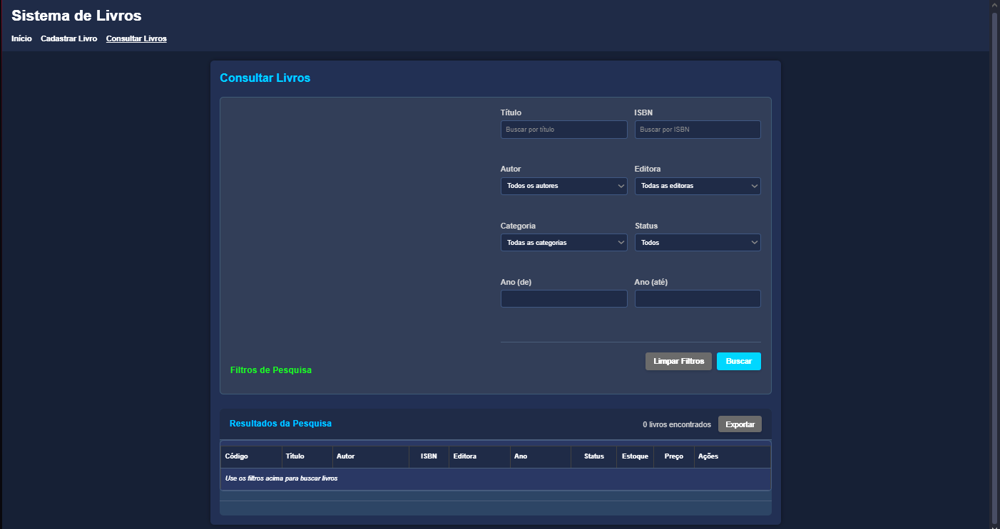 Sistema de Livros
Início Cadastrar Livro Consultar Livros
Consultar Livros
Título ISBN
Buscar por título Buscar por ISBN
Autor Editora
Todos os autores Todas as editoras
Categoria Status
Todas as categorias Todos
Ano (de) Ano (até)
Limpar Filtros Buscar
Filtros de Pesquisa
Resultados da Pesquisa 0 livros encontrados Exportar
Código Título Autor ISBN Editora Ano Status Estoque Preço Ações
Use os filtros acima para buscar livros